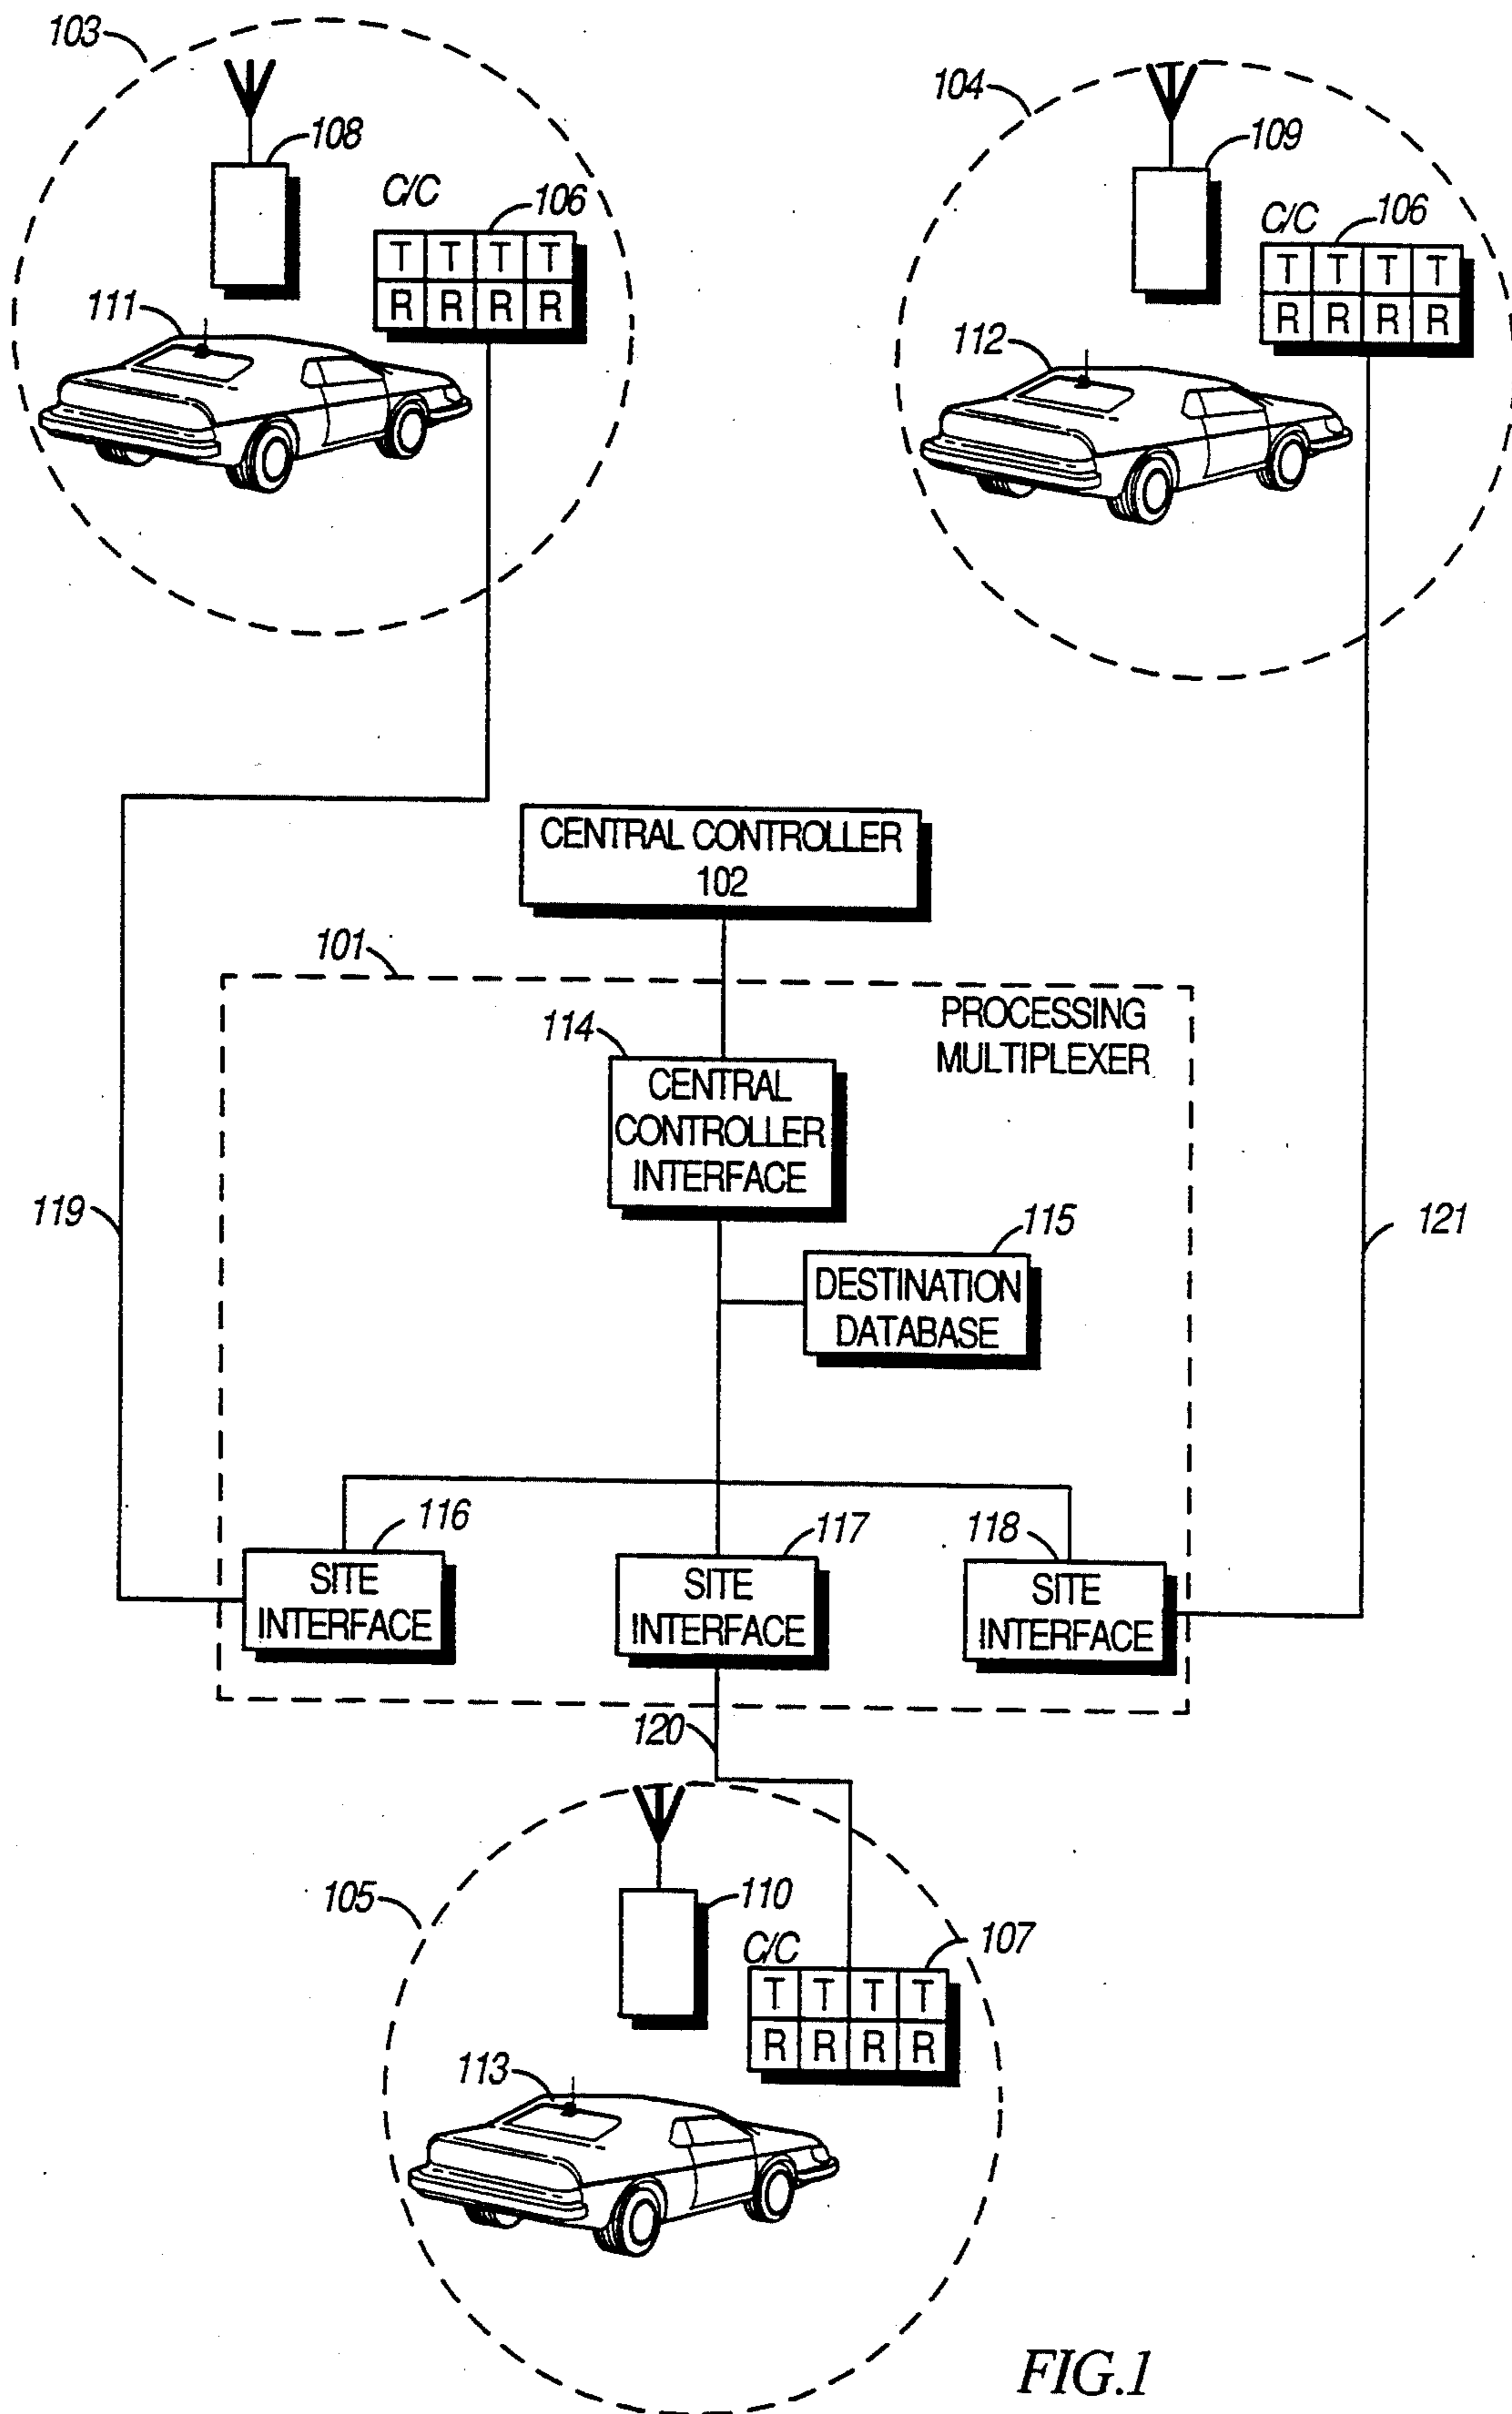 103
104
108
109
C/C
106
C/C
106
T T T T
R R R R
T T T T
R R R R
111
112
CENTRAL CONTROLLER
102
101
PROCESSING
MULTIPLEXER
114
CENTRAL
CONTROLLER
INTERFACE
119
115
121
DESTINATION
DATABASE
116
117
118
SITE
INTERFACE
SITE
INTERFACE
SITE
INTERFACE
120
105
110
C/C
107
T T T T
R R R R
113
FIG.1